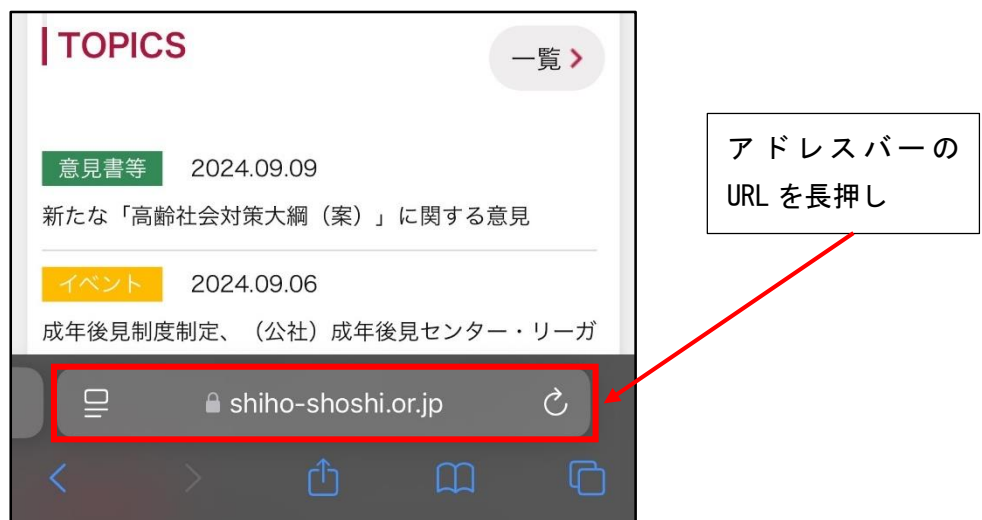 TOPICS
一覧
意見書等 2024.09.09
新たな「高齢社会対策大綱（案）」に関する意見
イベント 2024.09.06
成年後見制度制定、（公社）成年後見センター・リーガ
shiho-shoshi.or.jp
アドレスバーの
URLを長押し